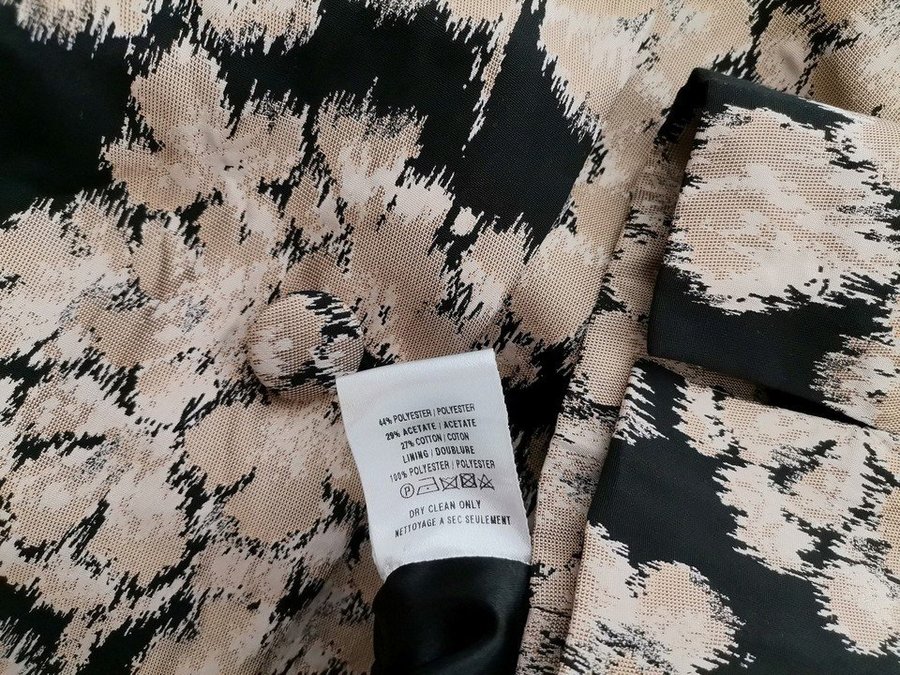 44% POLYESTER / POLYESTER
29% ACETATE / ACETATE
27% COTTON / COTON
LINING / DOUBLURE
100% POLYESTER / POLYESTER
P
DRY CLEAN ONLY
NETTOYAGE A SEC SEULEMENT